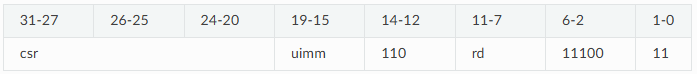 31-27 26-25 24-20 19-15 14-12 11-7 6-2 1-0
csr uimm 110 rd 11100 11